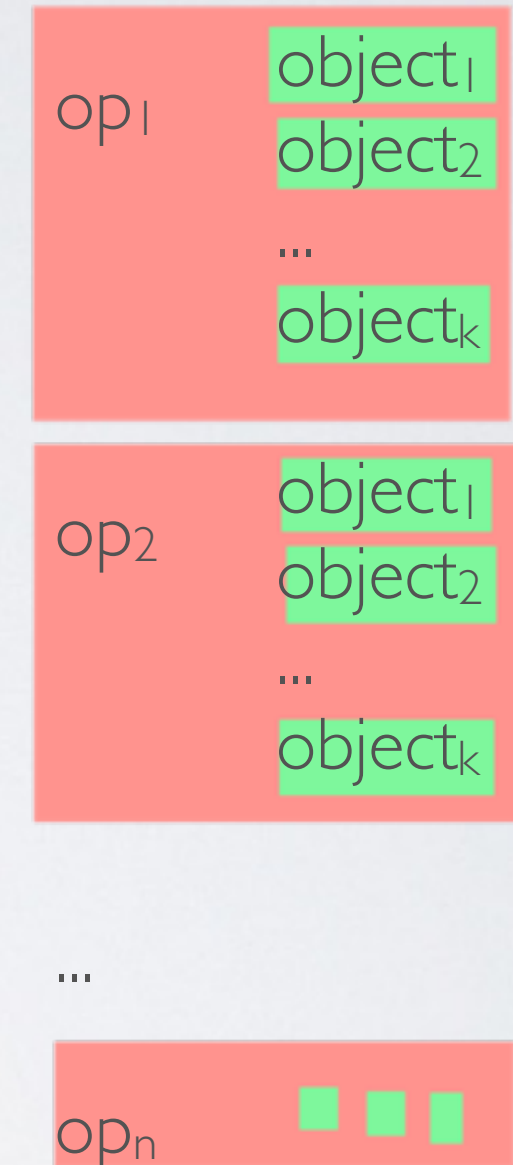 object₁
op₁
object₂
...
objectₖ
object₁
op₂
object₂
...
objectₖ
...
opₙ